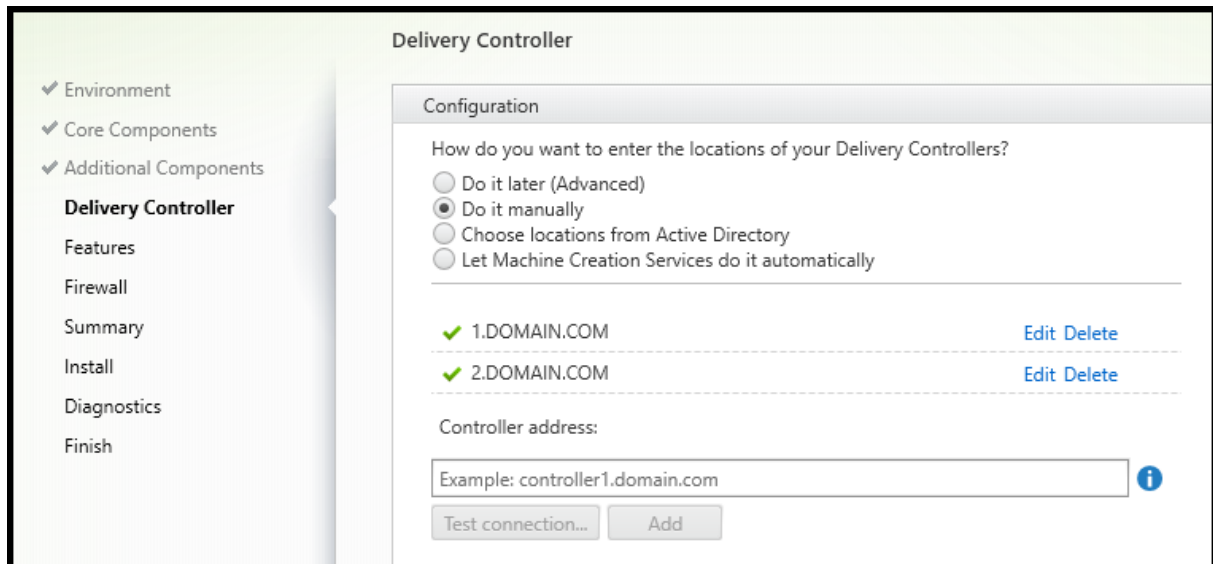 Delivery Controller
Environment
Core Components
Additional Components
Delivery Controller
Features
Firewall
Summary
Install
Diagnostics
Finish
Configuration
How do you want to enter the locations of your Delivery Controllers?
Do it later (Advanced)
Do it manually
Choose locations from Active Directory
Let Machine Creation Services do it automatically
1.DOMAIN.COM Edit Delete
2.DOMAIN.COM Edit Delete
Controller address:
Example: controller1.domain.com
Test connection... Add